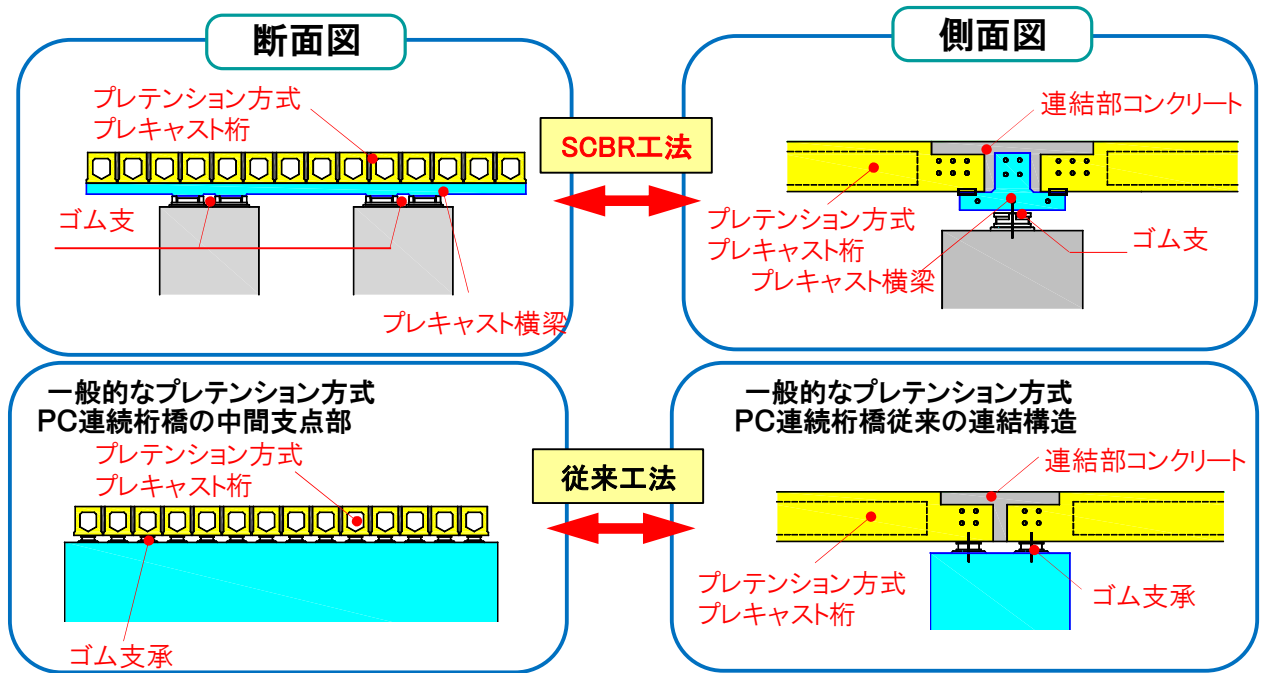 断面図
側面図
プレテンション方式
プレキャスト桁
ゴム支
プレキャスト横梁
SCBR工法
連結部コンクリート
プレテンション方式
プレキャスト桁
プレキャスト横梁
ゴム支
一般的なプレテンション方式
PC連続桁橋の中間支点部
プレテンション方式
プレキャスト桁
ゴム支承
従来工法
一般的なプレテンション方式
PC連続桁橋従来の連結構造
連結部コンクリート
プレテンション方式
プレキャスト桁
ゴム支承